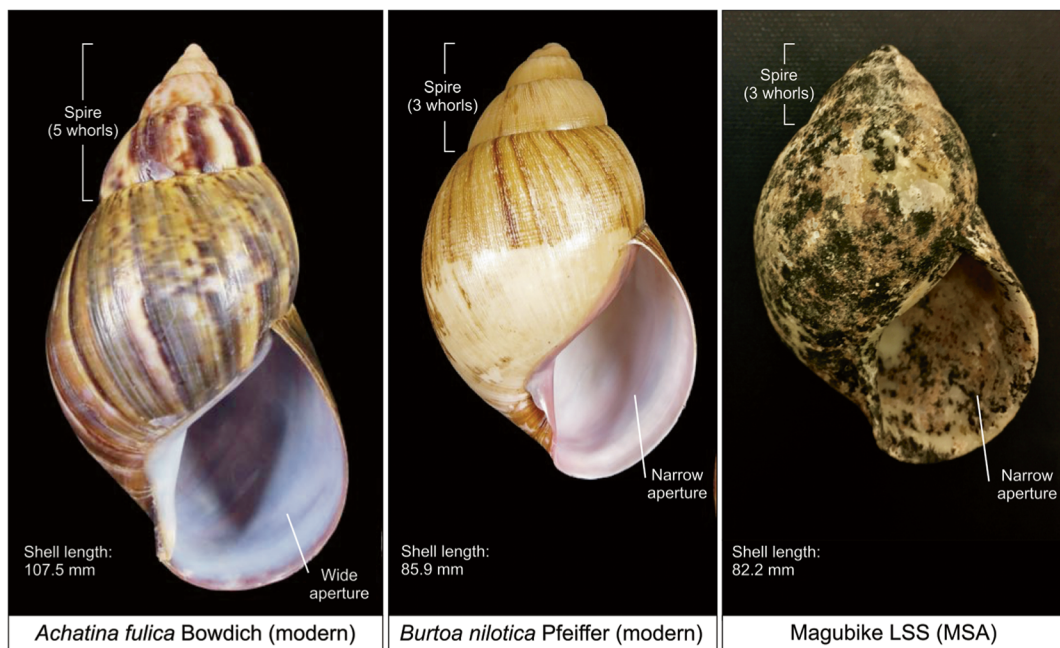 Spire
(5 whorls)
Wide
aperture
Shell length:
107.5 mm
Achatina fulica Bowdich (modern)
Spire
(3 whorls)
Narrow
aperture
Shell length:
85.9 mm
Burtoa nilotica Pfeiffer (modern)
Spire
(3 whorls)
Narrow
aperture
Shell length:
82.2 mm
Magubike LSS (MSA)